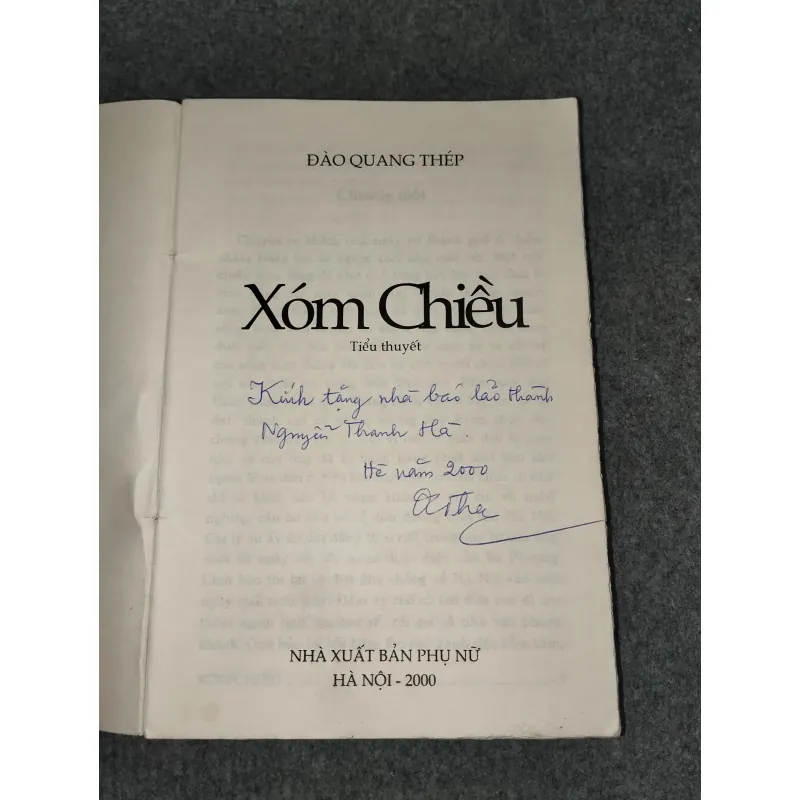 ĐÀO QUANG THÉP
Xóm Chiều
Tiểu thuyết
Kính tặng nhà báo lão thành
Nguyễn Thanh Hà.
Hè năm 2000
NHÀ XUẤT BẢN PHỤ NỮ
HÀ NỘI - 2000